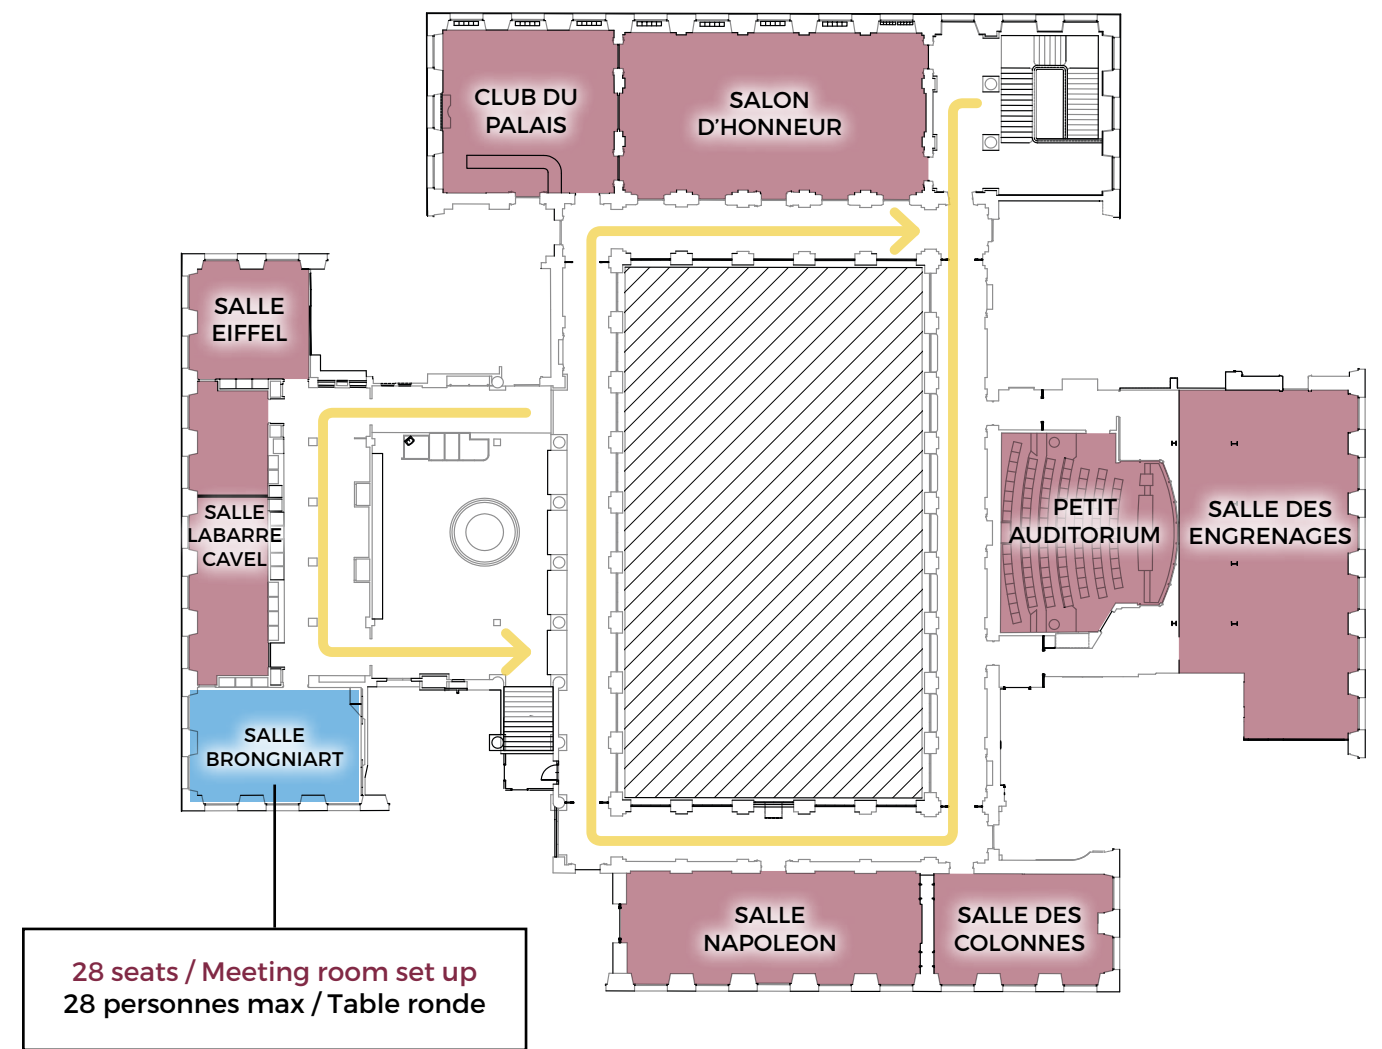 CLUB DU
PALAIS
SALON
D'HONNEUR
SALLE
EIFFEL
SALLE
LABARRE
CAVEL
PETIT
AUDITORIUM
SALLE DES
ENGRENAGES
SALLE
BRONGNIART
SALLE
NAPOLEON
SALLE DES
COLONNES
28 seats / Meeting room set up
28 personnes max / Table ronde